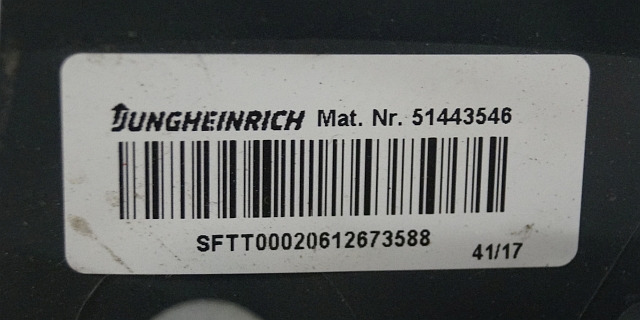 JUNGHEINRICH Mat. Nr. 51443546
SFTT00020612673588
41/17